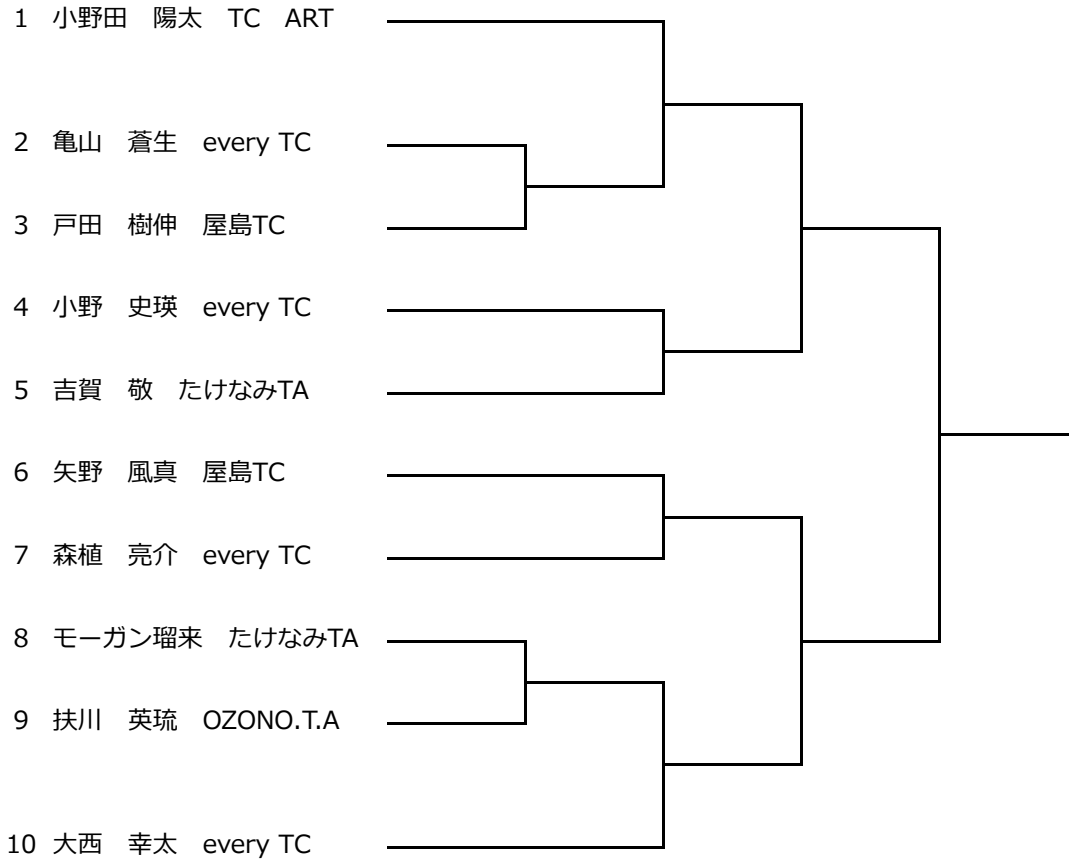 1 小野田　陽太　TC　ART
2 亀山　蒼生　every TC
3 戸田　樹伸　屋島TC
4 小野　史瑛　every TC
5 吉賀　敬　たけなみTA
6 矢野　風真　屋島TC
7 森植　亮介　every TC
8 モーガン瑠来　たけなみTA
9 扶川　英琉　OZONO.T.A
10 大西　幸太　every TC